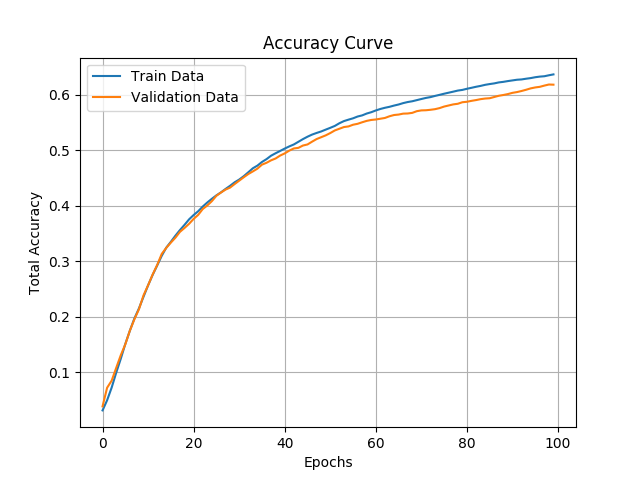 Accuracy Curve
Train Data
Validation Data
Total Accuracy
0.6
0.5
0.4
0.3
0.2
0.1
0 20 40 60 80 100
Epochs